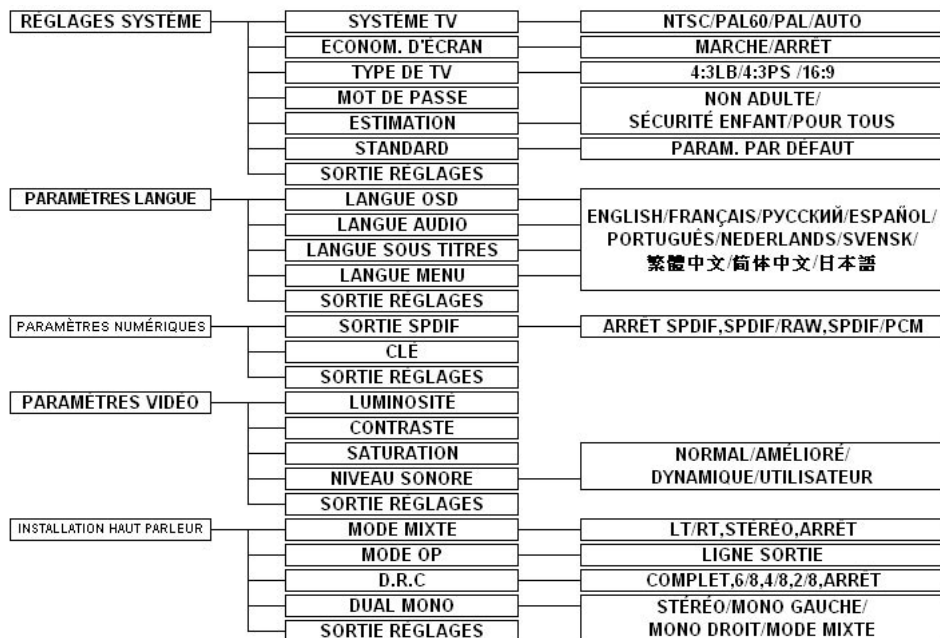 RÉGLAGES SYSTÈME
SYSTÈME TV
NTSC/PAL60/PAL/AUTO
ECONOM. D'ÉCRAN
MARCHE/ARRÊT
TYPE DE TV
4:3LB/4:3PS /16:9
MOT DE PASSE
ESTIMATION
NON ADULTE/
SÉCURITÉ ENFANT/POUR TOUS
STANDARD
PARAM. PAR DÉFAUT
SORTIE RÉGLAGES
PARAMÈTRES LANGUE
LANGUE OSD
LANGUE AUDIO
LANGUE SOUS TITRES
LANGUE MENU
ENGLISH/FRANÇAIS/РУССКИЙ/ESPAÑOL/
PORTUGUÊS/NEDERLANDS/SVENSK/
繁體中文/简体中文/日本語
SORTIE RÉGLAGES
PARAMÈTRES NUMÉRIQUES
SORTIE SPDIF
ARRÊT SPDIF,SPDIF/RAW,SPDIF/PCM
CLÉ
SORTIE RÉGLAGES
PARAMÈTRES VIDÉO
LUMINOSITÉ
CONTRASTE
SATURATION
NIVEAU SONORE
NORMAL/AMÉLIORÉ/
DYNAMIQUE/UTILISATEUR
SORTIE RÉGLAGES
INSTALLATION HAUT PARLEUR
MODE MIXTE
LT/RT,STÉRÉO,ARRÊT
MODE OP
LIGNE SORTIE
D.R.C
COMPLET,6/8,4/8,2/8,ARRÊT
DUAL MONO
STÉRÉO/MONO GAUCHE/
MONO DROIT/MODE MIXTE
SORTIE RÉGLAGES